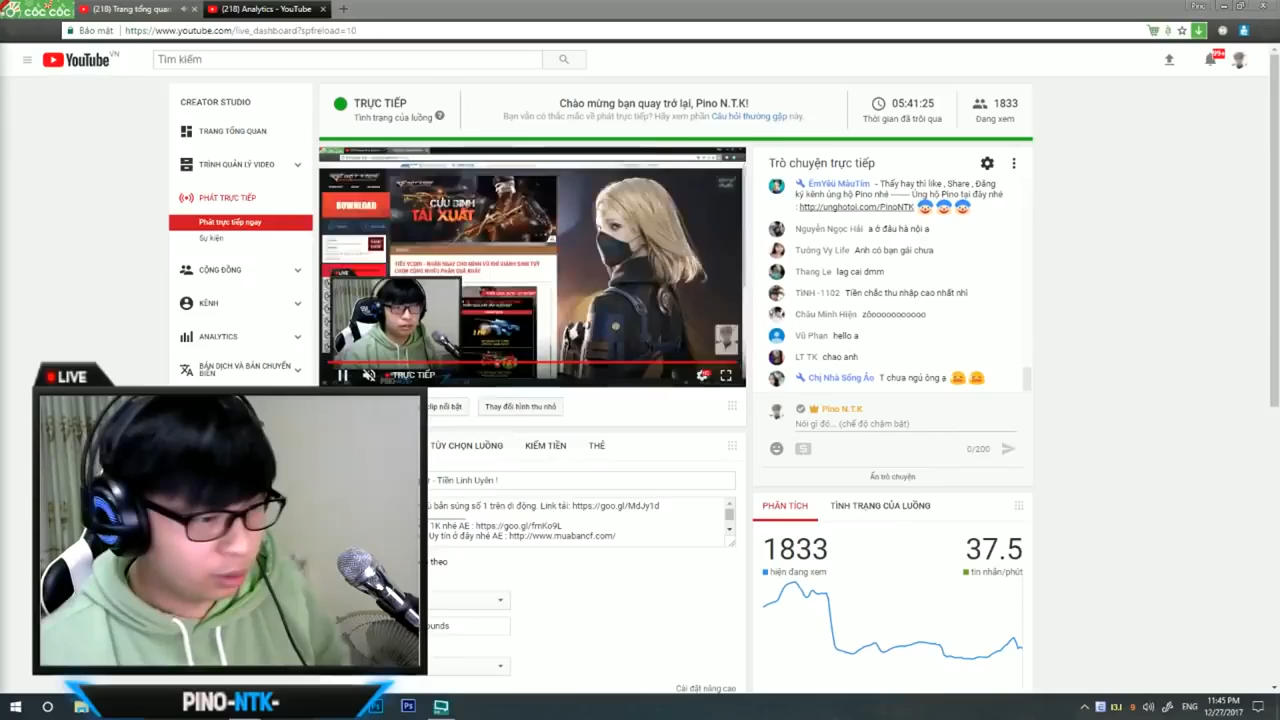 cốc cốc
(218) Trang tổng quan
(218) Analytics - YouTube
Pino
Bảo mật
https://www.youtube.com/live_dashboard?spfreload=10
YouTube VN
Tìm kiếm
99+
CREATOR STUDIO
TRANG TỔNG QUAN
TRÌNH QUẢN LÝ VIDEO
PHÁT TRỰC TIẾP
Phát trực tiếp ngay
Sự kiện
CỘNG ĐỒNG
KÊNH
ANALYTICS
BẢN DỊCH VÀ BẢN CHUYỂN
BIÊN
TRỰC TIẾP
Tình trạng của luồng
Chào mừng bạn quay trở lại, Pino N.T.K!
Bạn vẫn có thắc mắc về phát trực tiếp? Hãy xem phần Câu hỏi thường gặp này.
05:41:25
Thời gian đã trôi qua
1833
Đang xem
DOWNLOAD
CỨU BINH
TÁI XUẤT
LIVE
TRỰC TIẾP
Trò chuyện trực tiếp
EmYêu MàuTím - Thấy hay thì like , Share , Đăng
ký kênh ủng hộ Pino nhé ------- Ủng hộ Pino tại đây nhé
: http://unghotoi.com/PinoNTK
Nguyễn Ngọc Hải a ở đâu hà nội a
Tường Vy Life Anh có bạn gái chưa
Thang Le lag cai dmm
TÌNH -1102 Tiền chắc thu nhập cao nhất nhỉ
Châu Minh Hiện zôooooooooooo
Vũ Phan hello a
LT TK chao anh
Chị Nhà Sống Ảo T chưa ngủ ông ạ
Pino N.T.K
Nói gì đó... (chế độ chậm bật)
0/200
Ẩn trò chuyện
clip nổi bật
Thay đổi hình thu nhỏ
TÙY CHỌN LUỒNG
KIẾM TIỀN
THẺ
r - Tiền Linh Uyên !
ủ bắn súng số 1 trên di động. Link tải: https://goo.gl/MdJy1d
1K nhé AE : https://goo.gl/fmKo9L
Uy tín ở đây nhé AE : http://www.muabancf.com/
theo
ounds
Cài đặt nâng cao
PHÂN TÍCH
TÌNH TRẠNG CỦA LUỒNG
1833
hiện đang xem
37.5
tin nhắn/phút
LIVE
PINO-NTK-
Ps
ENG
11:45 PM
12/27/2017